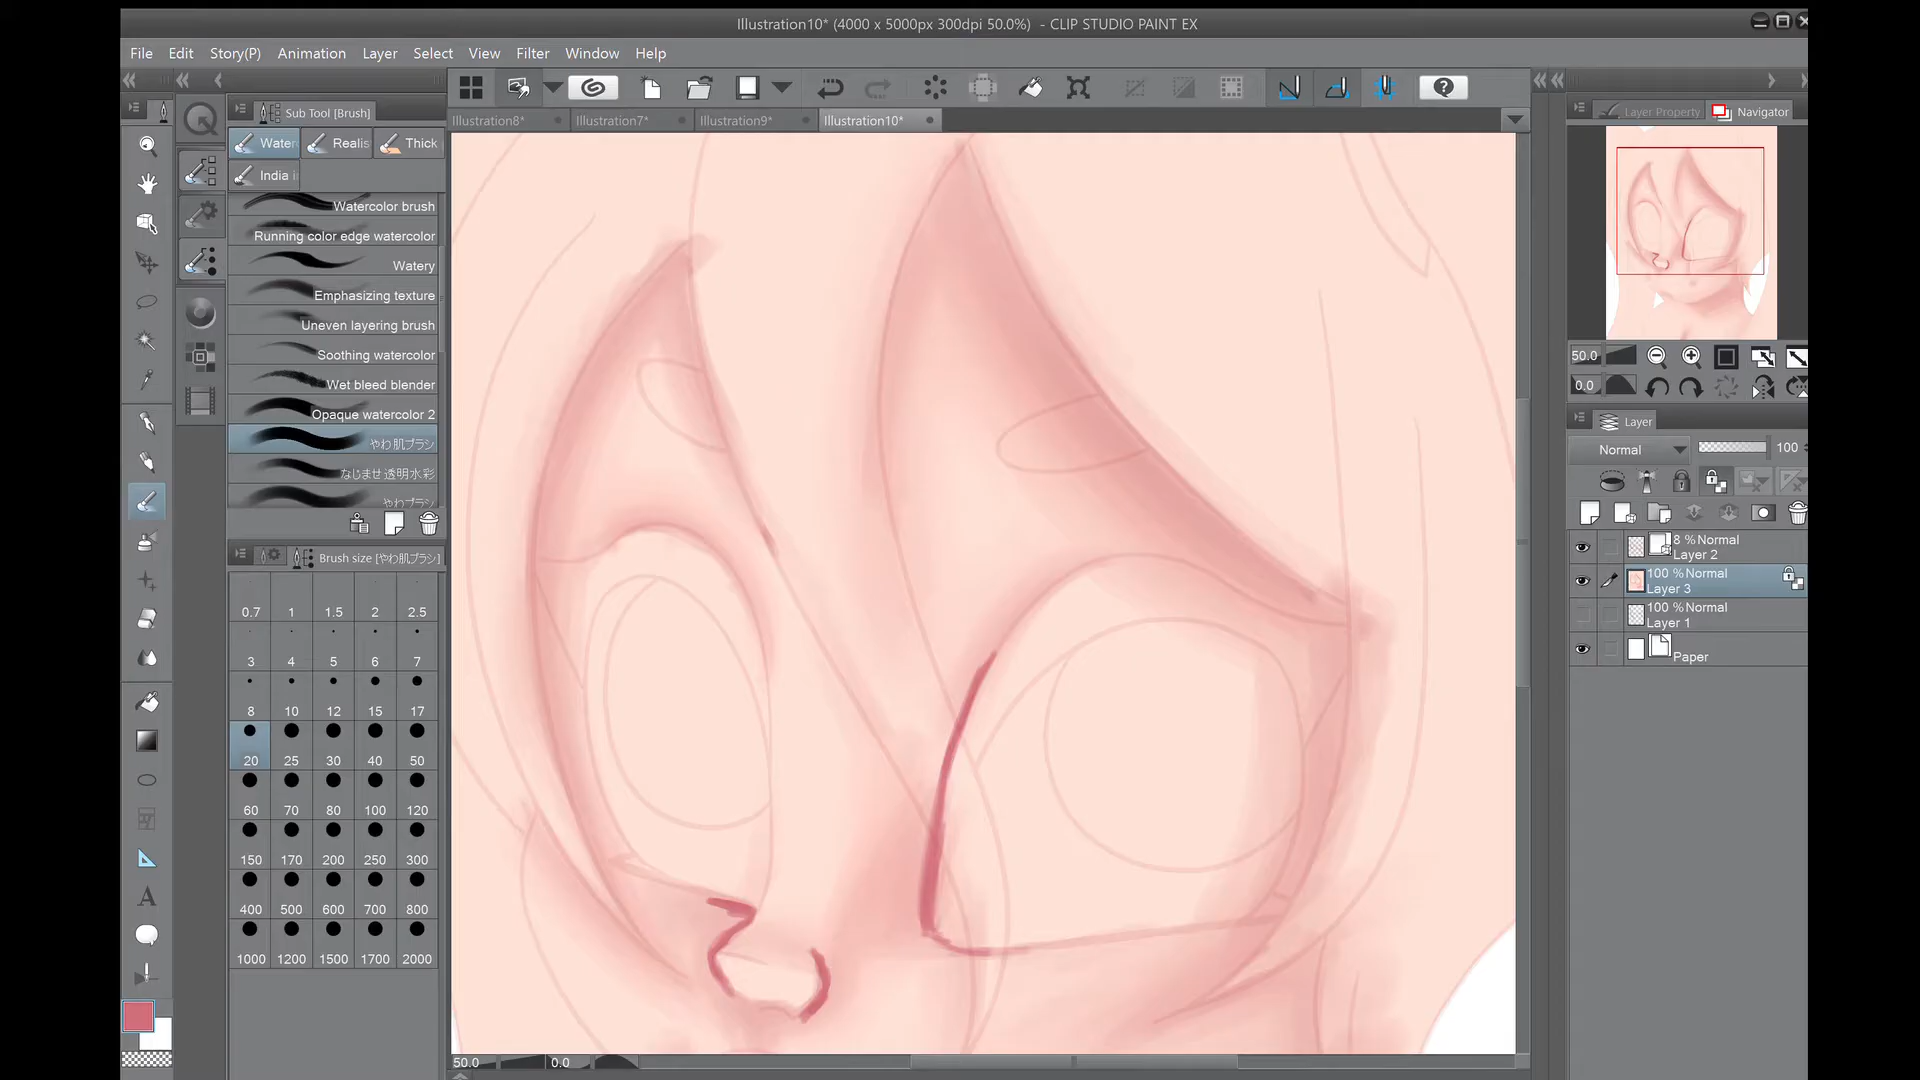 Illustration10* (4000 x 5000px 300dpi 50.0%) - CLIP STUDIO PAINT EX
File Edit Story(P) Animation Layer Select View Filter Window Help
Sub Tool [Brush]
Water Realis Thick
India i
Watercolor brush
Running color edge watercolor
Watery
Emphasizing texture
Uneven layering brush
Soothing watercolor
Wet bleed blender
Opaque watercolor 2
やわ肌ブラシ
なじませ透明水彩
やわブラシ
Brush size [やわ肌ブラシ]
0.7 1 1.5 2 2.5
3 4 5 6 7
8 10 12 15 17
20 25 30 40 50
60 70 80 100 120
150 170 200 250 300
400 500 600 700 800
1000 1200 1500 1700 2000
Illustration8* Illustration7* Illustration9* Illustration10*
50.0 0.0
Layer Property Navigator
50.0
0.0
Layer
Normal 100
8 % Normal
Layer 2
100 % Normal
Layer 3
100 % Normal
Layer 1
Paper